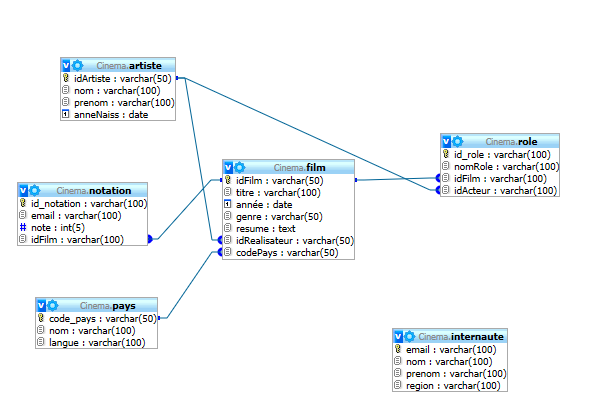 Cinema.artiste
idArtiste : varchar(50)
nom : varchar(100)
prenom : varchar(100)
anneNaiss : date
Cinema.role
id_role : varchar(100)
nomRole : varchar(100)
idFilm : varchar(100)
idActeur : varchar(100)
Cinema.film
idFilm : varchar(50)
titre : varchar(100)
année : date
genre : varchar(50)
resume : text
idRealisateur : varchar(50)
codePays : varchar(50)
Cinema.notation
id_notation : varchar(100)
email : varchar(100)
note : int(5)
idFilm : varchar(100)
Cinema.pays
code_pays : varchar(50)
nom : varchar(100)
langue : varchar(100)
Cinema.internaute
email : varchar(100)
nom : varchar(100)
prenom : varchar(100)
region : varchar(100)